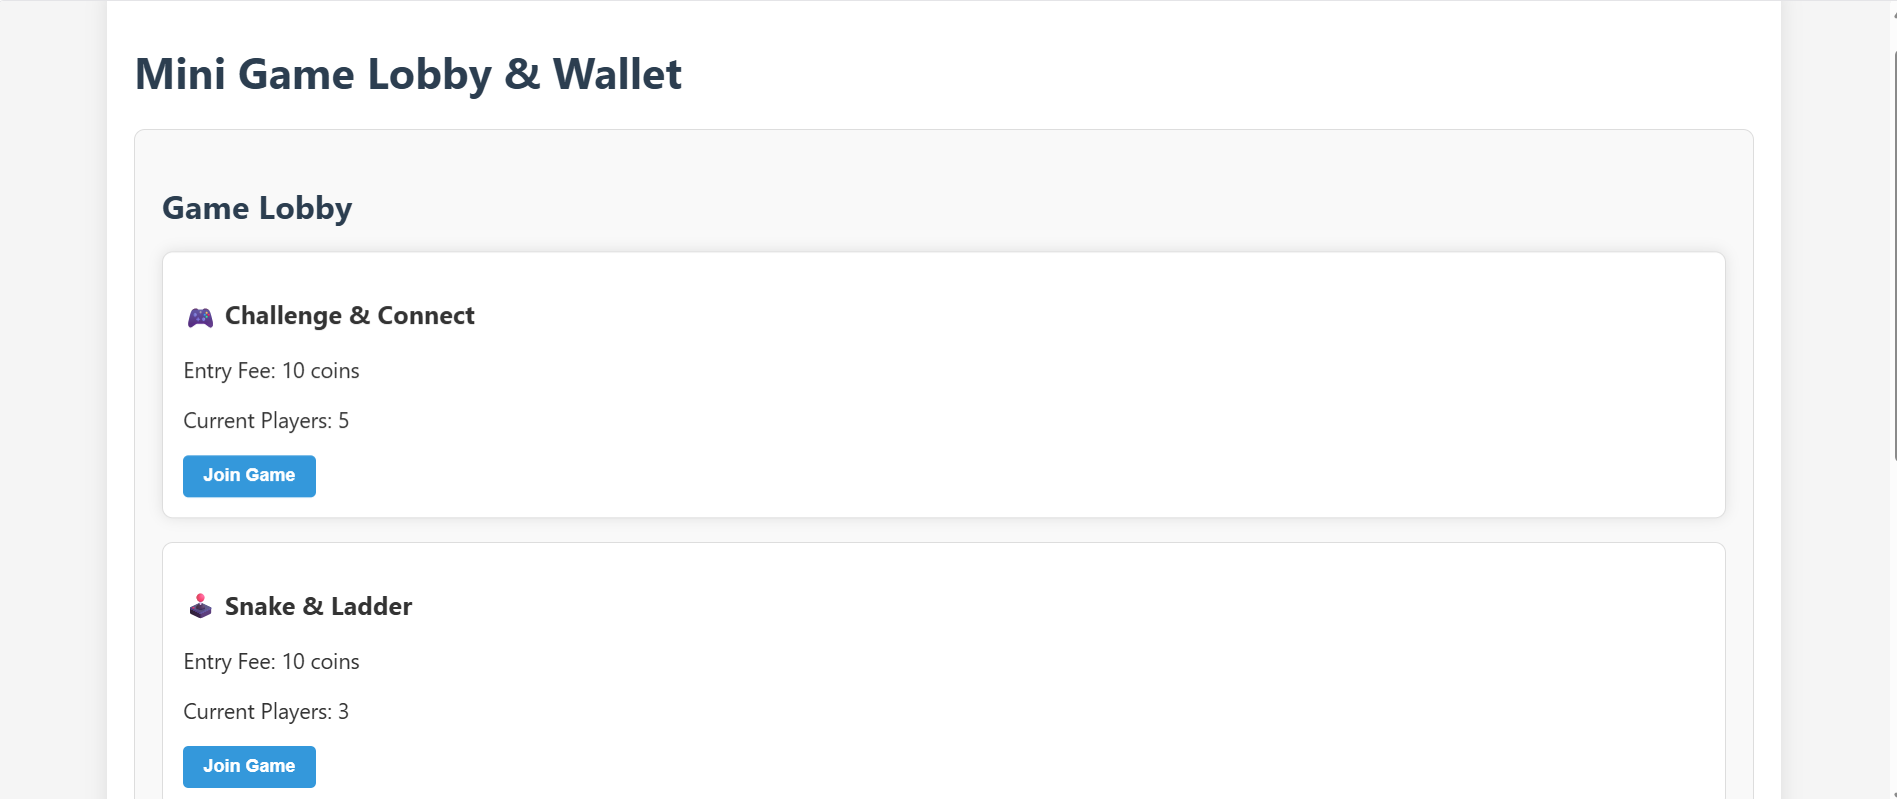 Mini Game Lobby & Wallet
Game Lobby
Challenge & Connect
Entry Fee: 10 coins
Current Players: 5
Join Game
Snake & Ladder
Entry Fee: 10 coins
Current Players: 3
Join Game